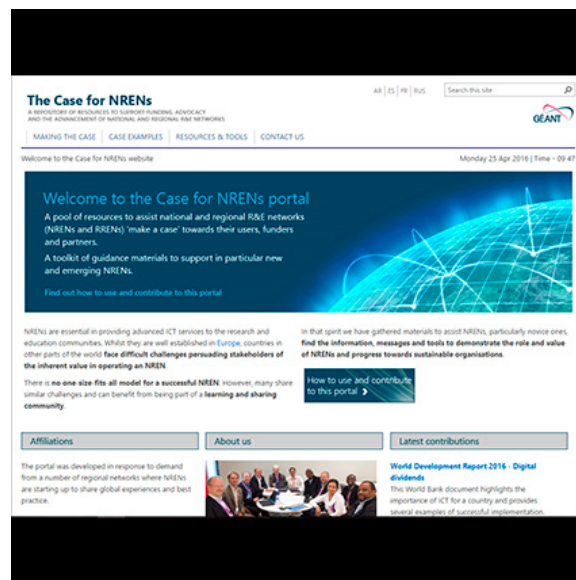 The Case for NRENs
A REPOSITORY OF RESOURCES TO SUPPORT FUNDING, ADVOCACY
AND THE ADVANCEMENT OF NATIONAL AND REGIONAL R&E NETWORKS
AR | ES | FR | RUS
Search this site
GÉANT
MAKING THE CASE | CASE EXAMPLES | RESOURCES & TOOLS | CONTACT US
Welcome to the Case for NRENs website
Monday 25 Apr 2016 | Time - 09 47
Welcome to the Case for NRENs portal
A pool of resources to assist national and regional R&E networks
(NRENs and RRENs) 'make a case' towards their users, funders
and partners.
A toolkit of guidance materials to support in particular new
and emerging NRENs.
Find out how to use and contribute to this portal
NRENs are essential in providing advanced ICT services to the research and
education communities. Whilst they are well established in Europe, countries in
other parts of the world face difficult challenges persuading stakeholders of
the inherent value in operating an NREN.
There is no one-size-fits-all model for a successful NREN. However, many share
similar challenges and can benefit from being part of a learning and sharing
community.
In that spirit we have gathered materials to assist NRENs, particularly novice ones,
find the information, messages and tools to demonstrate the role and value
of NRENs and progress towards sustainable organisations.
How to use and contribute
to this portal
Affiliations
The portal was developed in response to demand
from a number of regional networks where NRENs
are starting up to share global experiences and best
practice.
About us
Latest contributions
World Development Report 2016 - Digital
dividends
This World Bank document highlights the
importance of ICT for a country and provides
several examples of successful implementation.